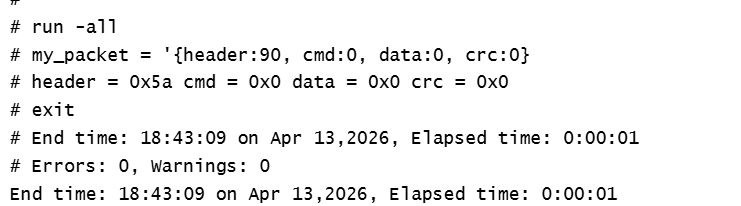 #
# run -all
# my_packet = '{header:90, cmd:0, data:0, crc:0}
# header = 0x5a cmd = 0x0 data = 0x0 crc = 0x0
# exit
# End time: 18:43:09 on Apr 13,2026, Elapsed time: 0:00:01
# Errors: 0, Warnings: 0
End time: 18:43:09 on Apr 13,2026, Elapsed time: 0:00:01